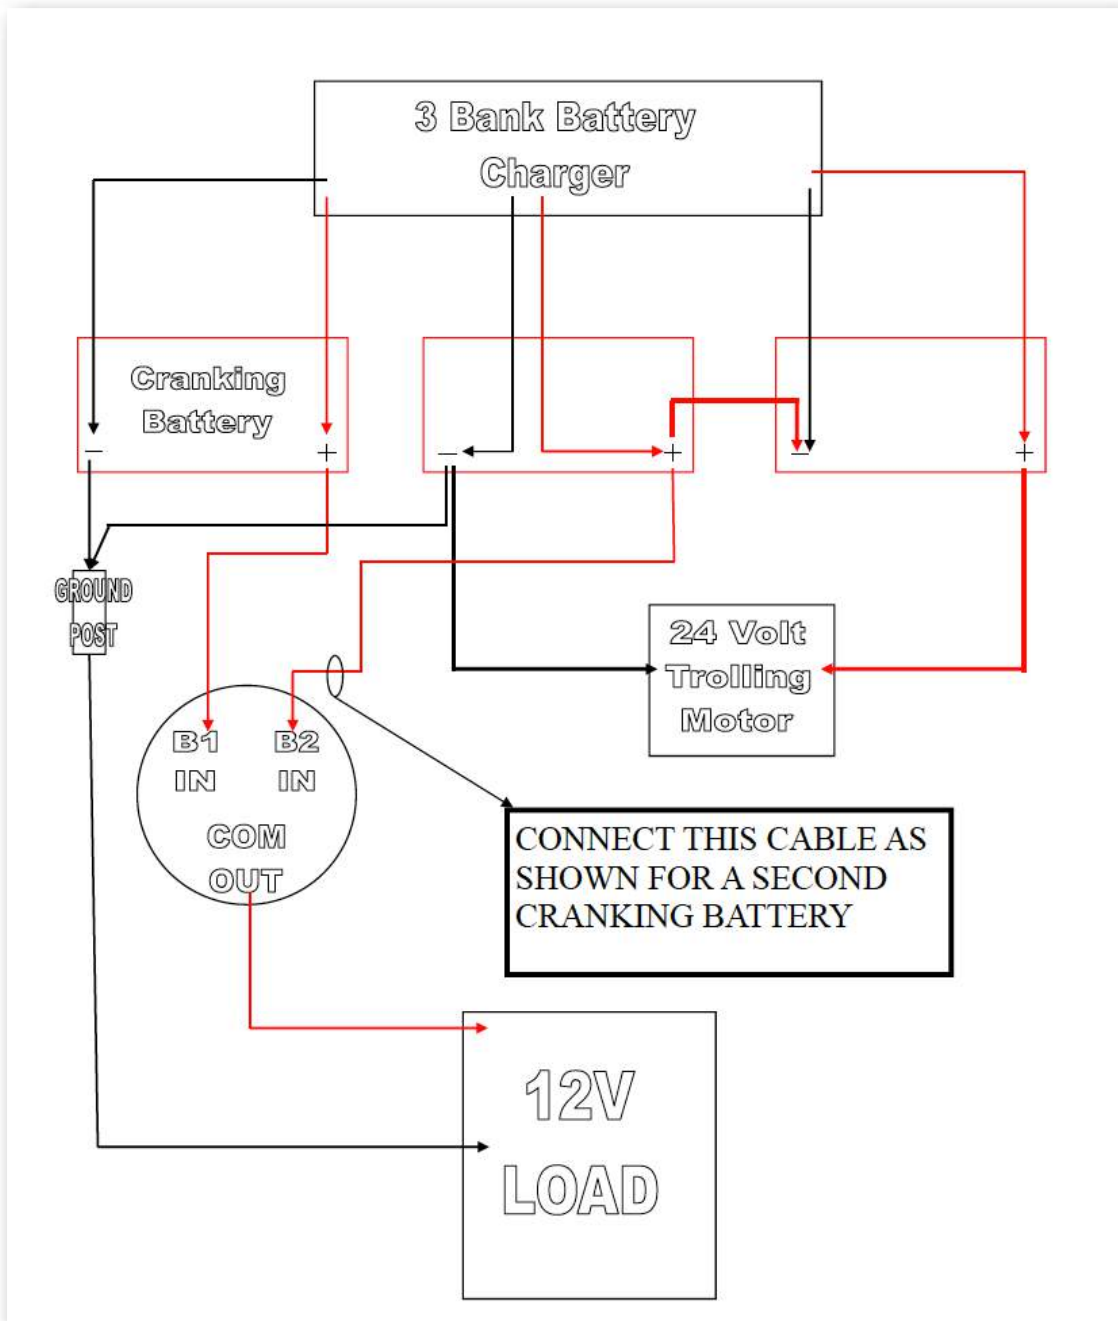 3 Bank Battery
Charger
Cranking
Battery
− +
− +
− +
GROUND
POST
24 Volt
Trolling
Motor
B1
IN
B2
IN
COM
OUT
CONNECT THIS CABLE AS
SHOWN FOR A SECOND
CRANKING BATTERY
12V
LOAD